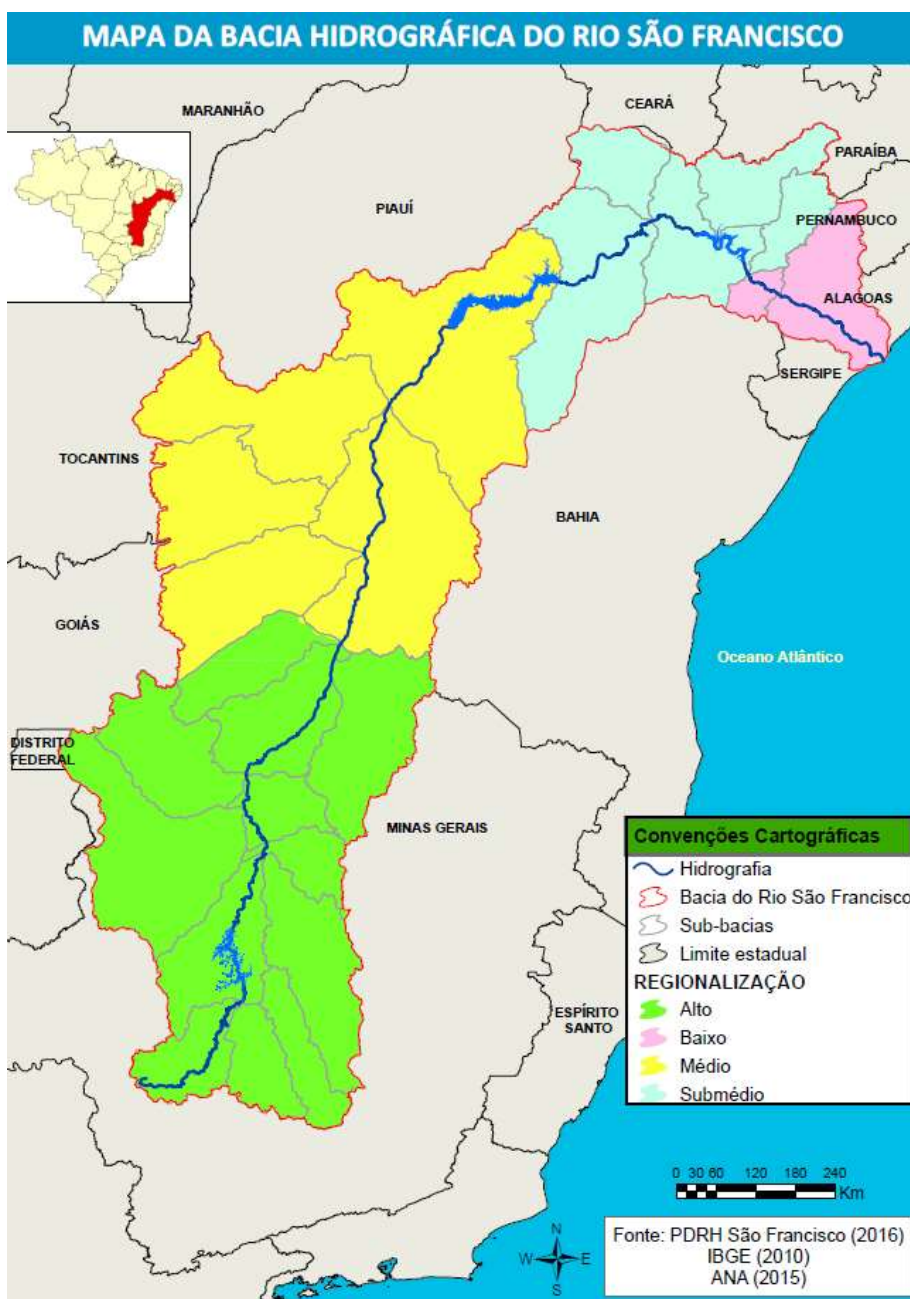 MAPA DA BACIA HIDROGRÁFICA DO RIO SÃO FRANCISCO
MARANHÃO
CEARÁ
PARAÍBA
PIAUÍ
PERNAMBUCO
ALAGOAS
SERGIPE
TOCANTINS
BAHIA
GOIÁS
Oceano Atlântico
DISTRITO
FEDERAL
MINAS GERAIS
ESPÍRITO
SANTO
Convenções Cartográficas
Hidrografia
Bacia do Rio São Francisco
Sub-bacias
Limite estadual
REGIONALIZAÇÃO
Alto
Baixo
Médio
Submédio
0 30 60 120 180 240
Km
N
W E
S
Fonte: PDRH São Francisco (2016)
IBGE (2010)
ANA (2015)